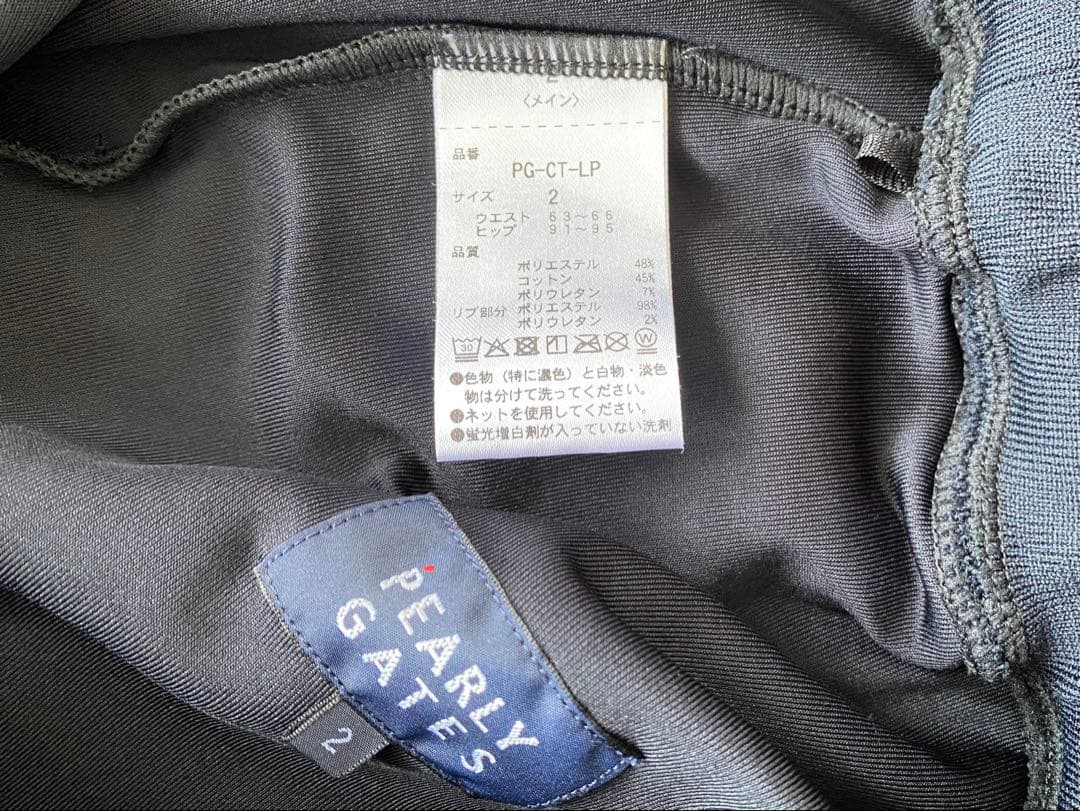 2
〈メイン〉
品番
PG-CT-LP
サイズ 2
ウエスト 63～66
ヒップ 91～95
品質
ポリエステル 48%
コットン 45%
ポリウレタン 7%
リブ部分 ポリエステル 98%
ポリウレタン 2%
30 W
●色物（特に濃色）と白物・淡色
物は分けて洗ってください。
●ネットを使用してください。
●蛍光増白剤が入っていない洗剤
PEARLY
GATES
2